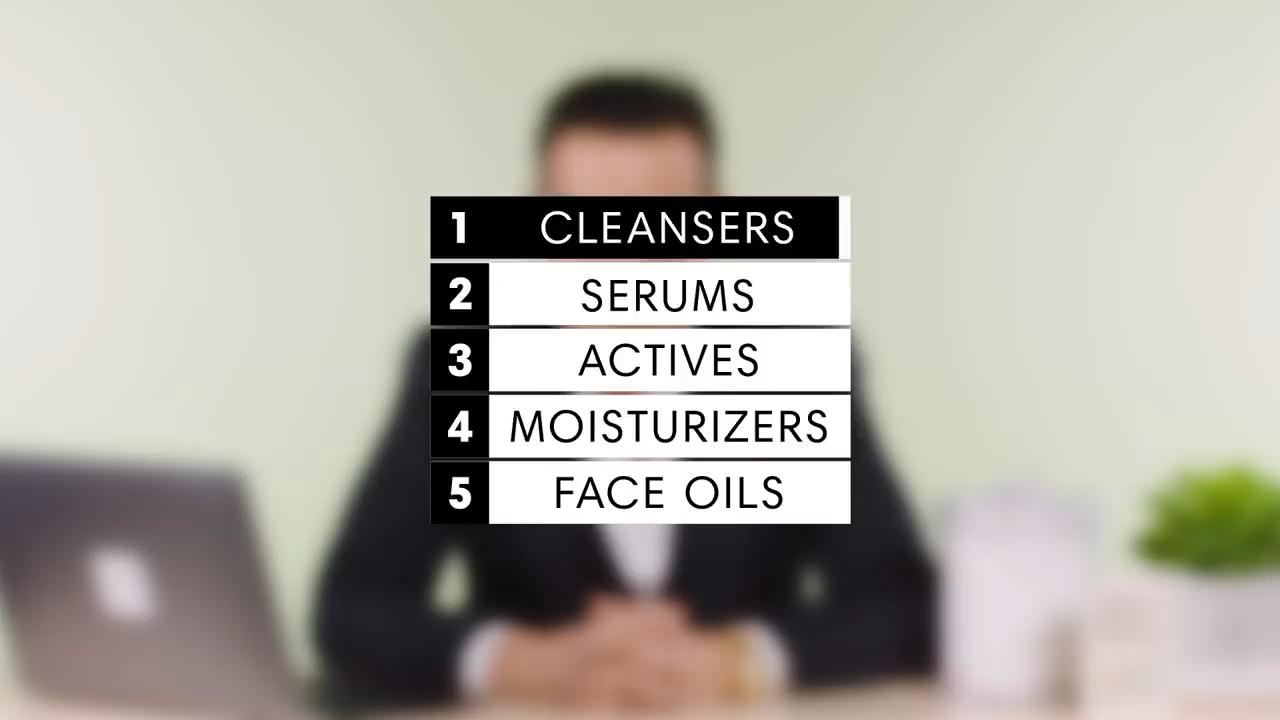 1 CLEANSERS
2 SERUMS
3 ACTIVES
4 MOISTURIZERS
5 FACE OILS